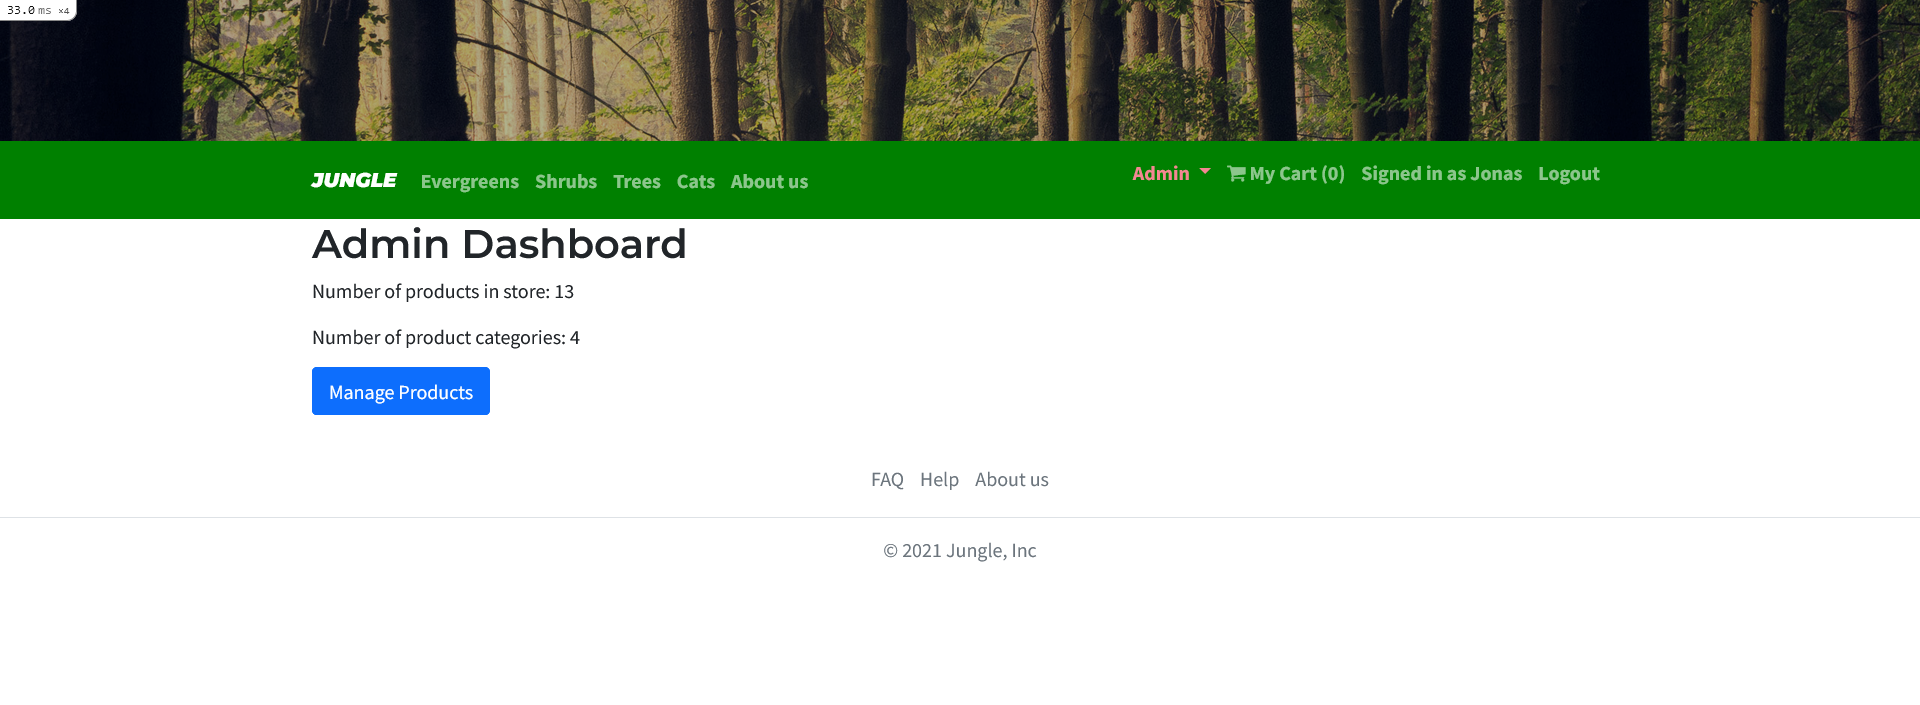 33.0 ms ×4
JUNGLE Evergreens Shrubs Trees Cats About us Admin My Cart (0) Signed in as Jonas Logout
Admin Dashboard
Number of products in store: 13
Number of product categories: 4
Manage Products
FAQ Help About us
© 2021 Jungle, Inc